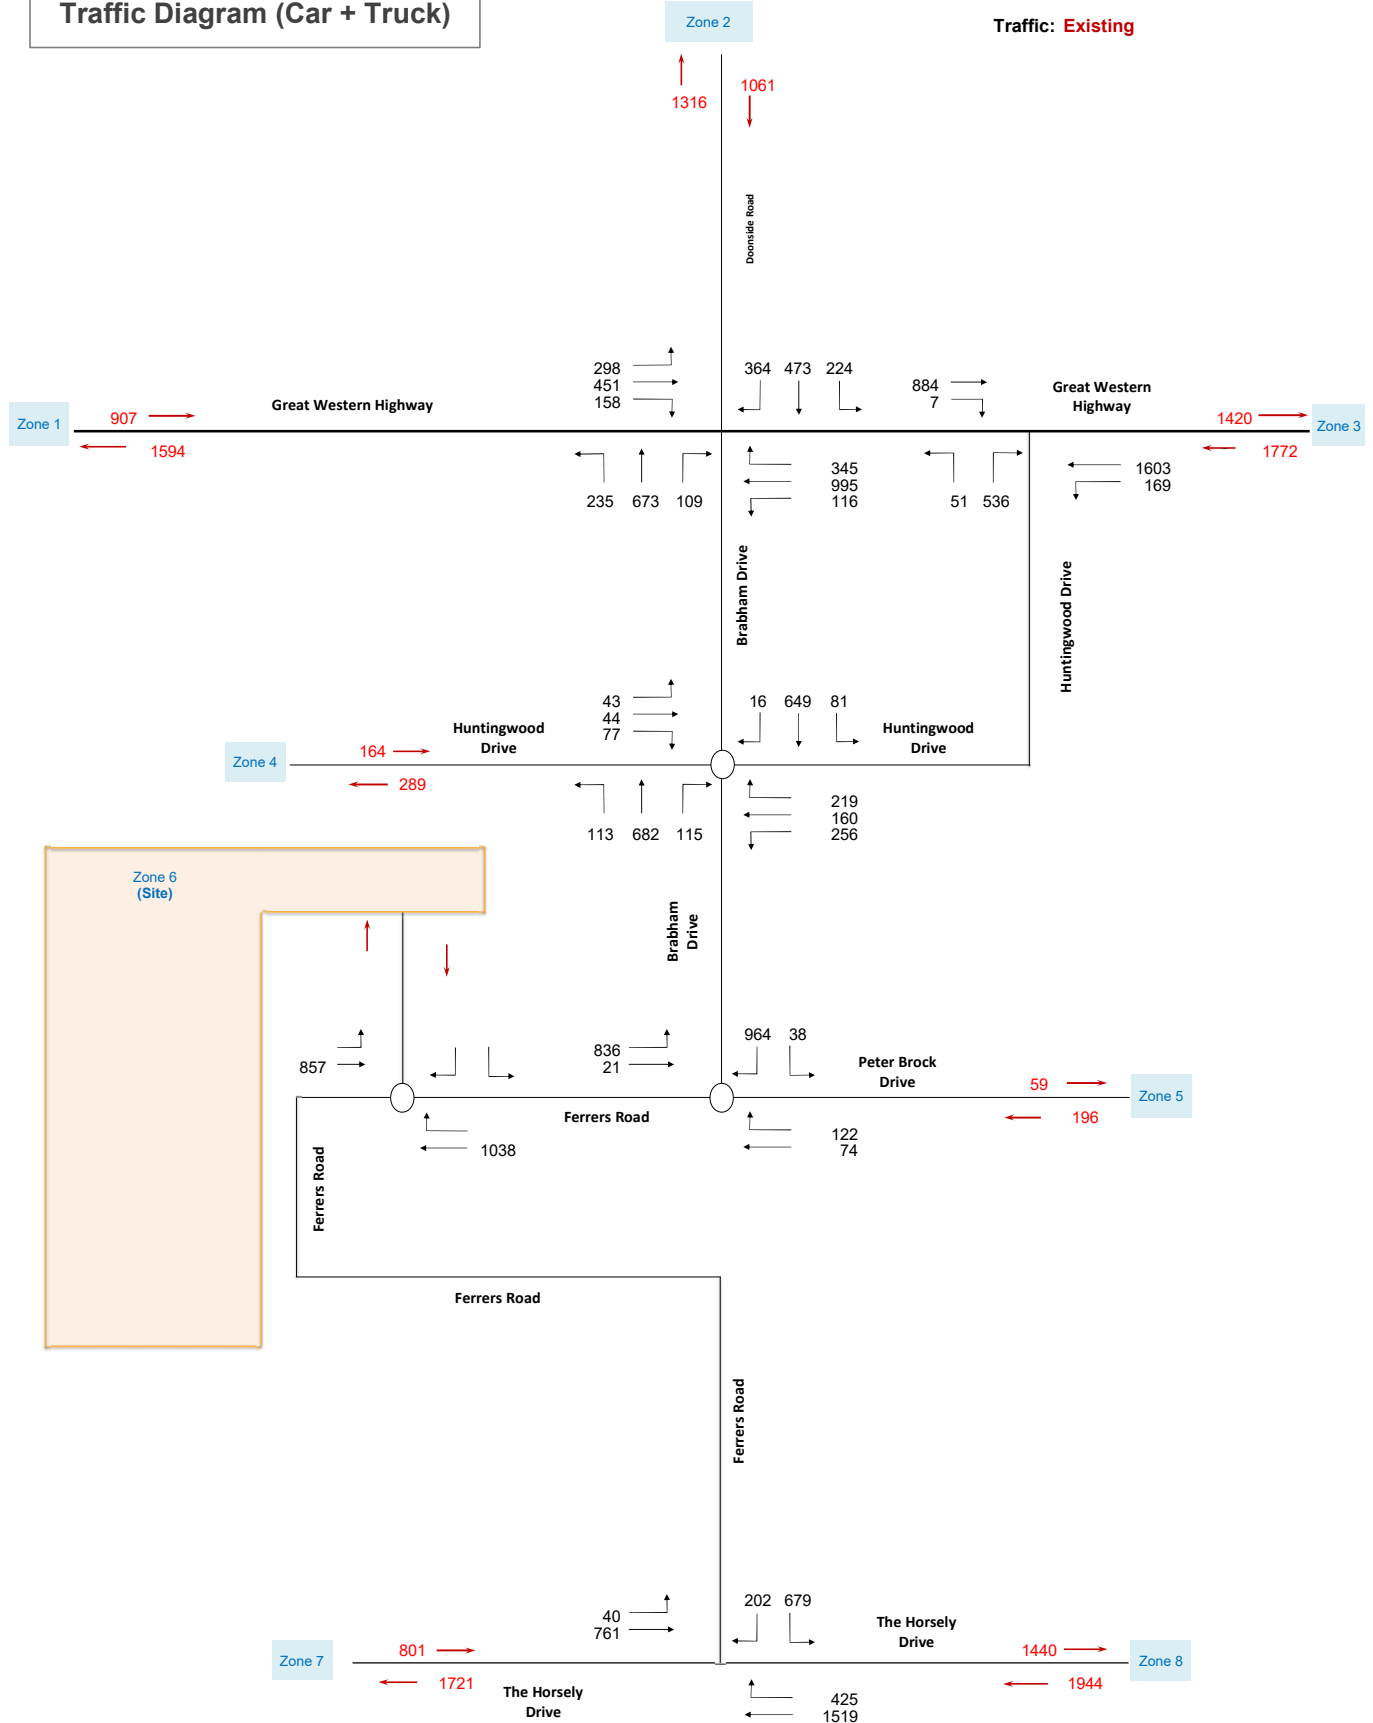 Traffic Diagram (Car + Truck)
Zone 2
Traffic: Existing
1316
1061
Doonside Road
298
451
158
364 473 224
884
7
Great Western Highway
Great Western
Highway
Zone 1
907
1594
1420
1772
Zone 3
235 673 109
345
995
116
51 536
1603
169
Brabham Drive
Huntingwood Drive
43
44
77
16 649 81
Huntingwood
Drive
Huntingwood
Drive
Zone 4
164
289
113 682 115
219
160
256
Zone 6
(Site)
Brabham
Drive
857
836
21
964 38
Peter Brock
Drive
59
196
Zone 5
Ferrers Road
1038
122
74
Ferrers Road
Ferrers Road
Ferrers Road
40
761
202 679
The Horsely
Drive
Zone 7
801
1721
1440
1944
Zone 8
The Horsely
Drive
425
1519